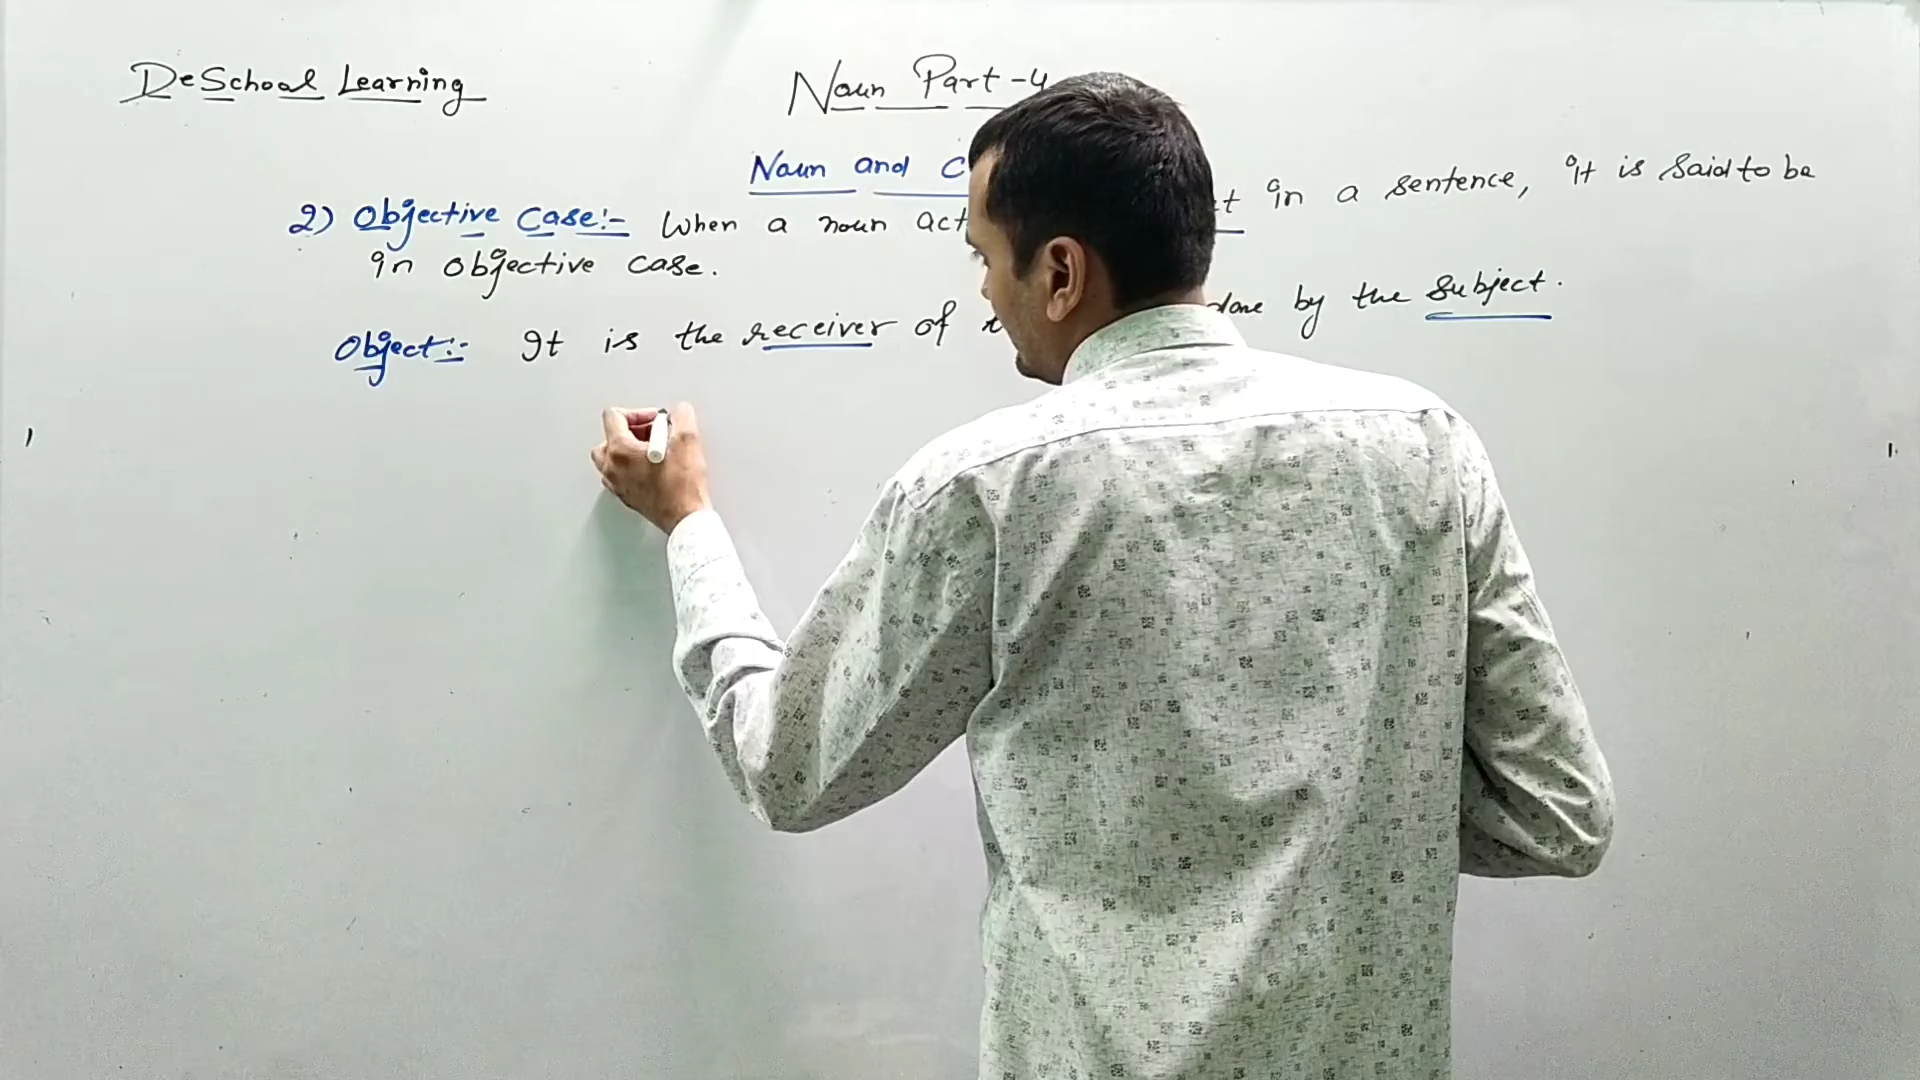 DeSchool Learning
Noun Part-4
Noun and
2) Objective Case:- When a noun act in a sentence, it is said to be
in objective case.
Object:- It is the receiver of done by the subject.